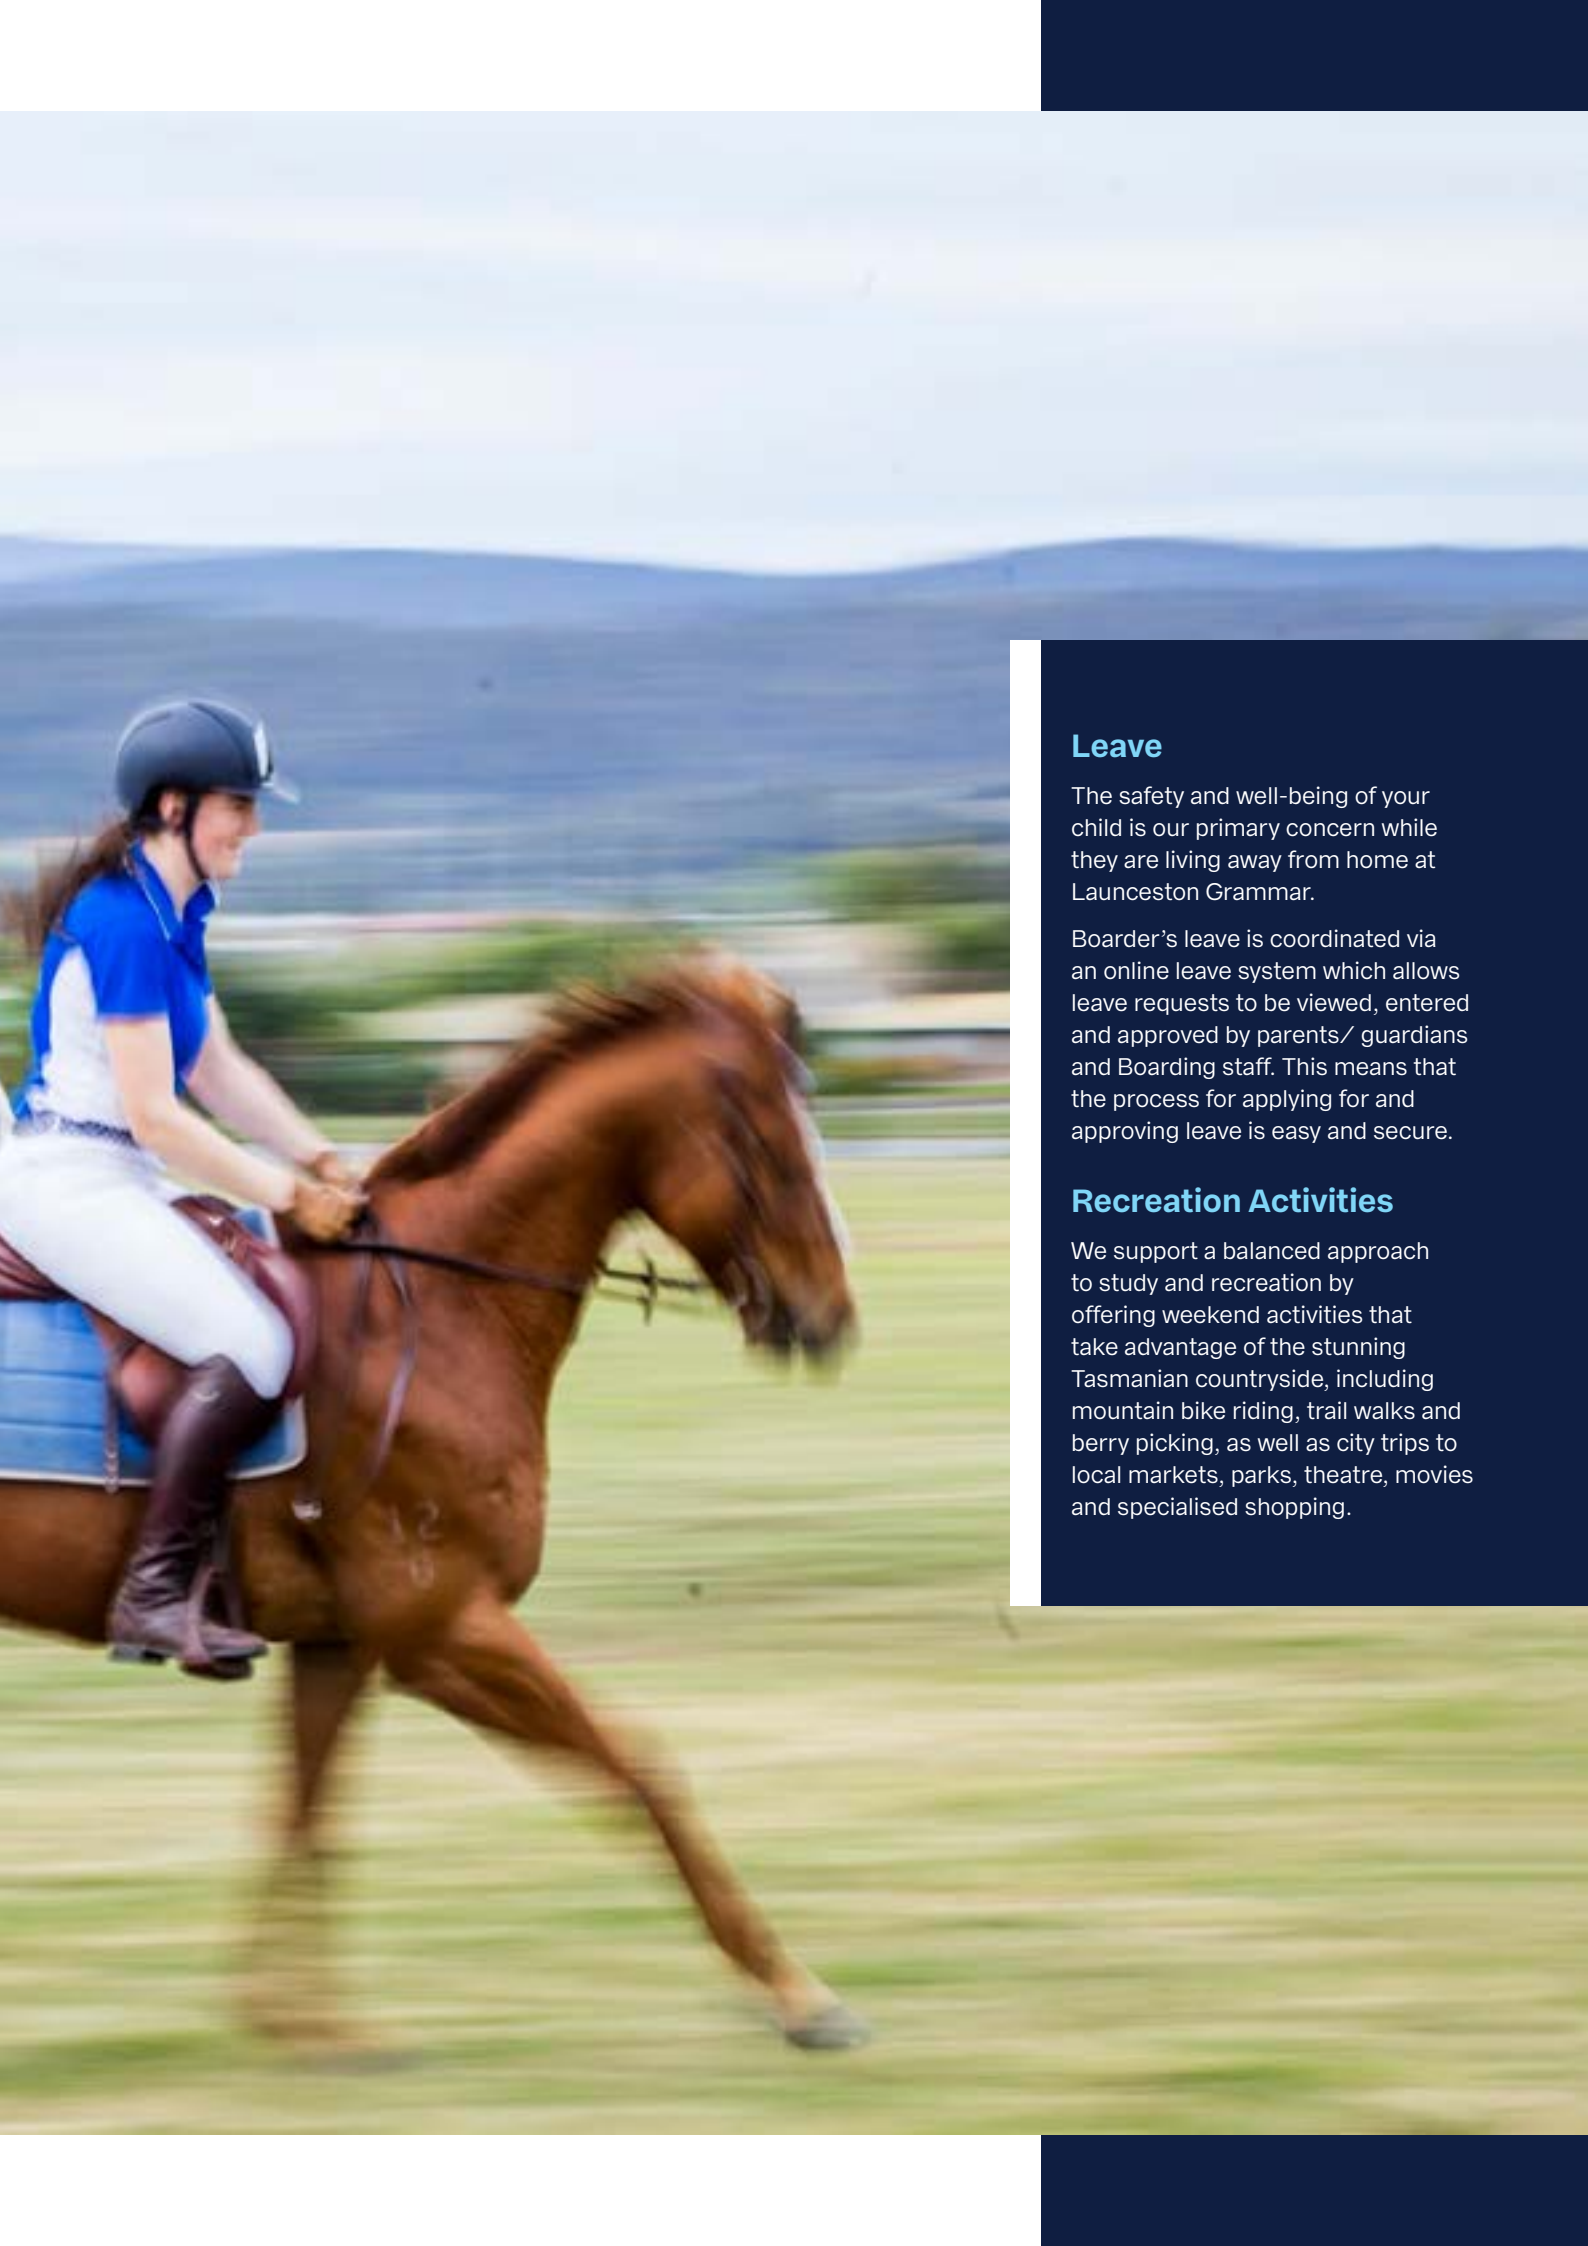 Leave
The safety and well-being of your
child is our primary concern while
they are living away from home at
Launceston Grammar.
Boarder’s leave is coordinated via
an online leave system which allows
leave requests to be viewed, entered
and approved by parents/ guardians
and Boarding staff. This means that
the process for applying for and
approving leave is easy and secure.
Recreation Activities
We support a balanced approach
to study and recreation by
offering weekend activities that
take advantage of the stunning
Tasmanian countryside, including
mountain bike riding, trail walks and
berry picking, as well as city trips to
local markets, parks, theatre, movies
and specialised shopping.